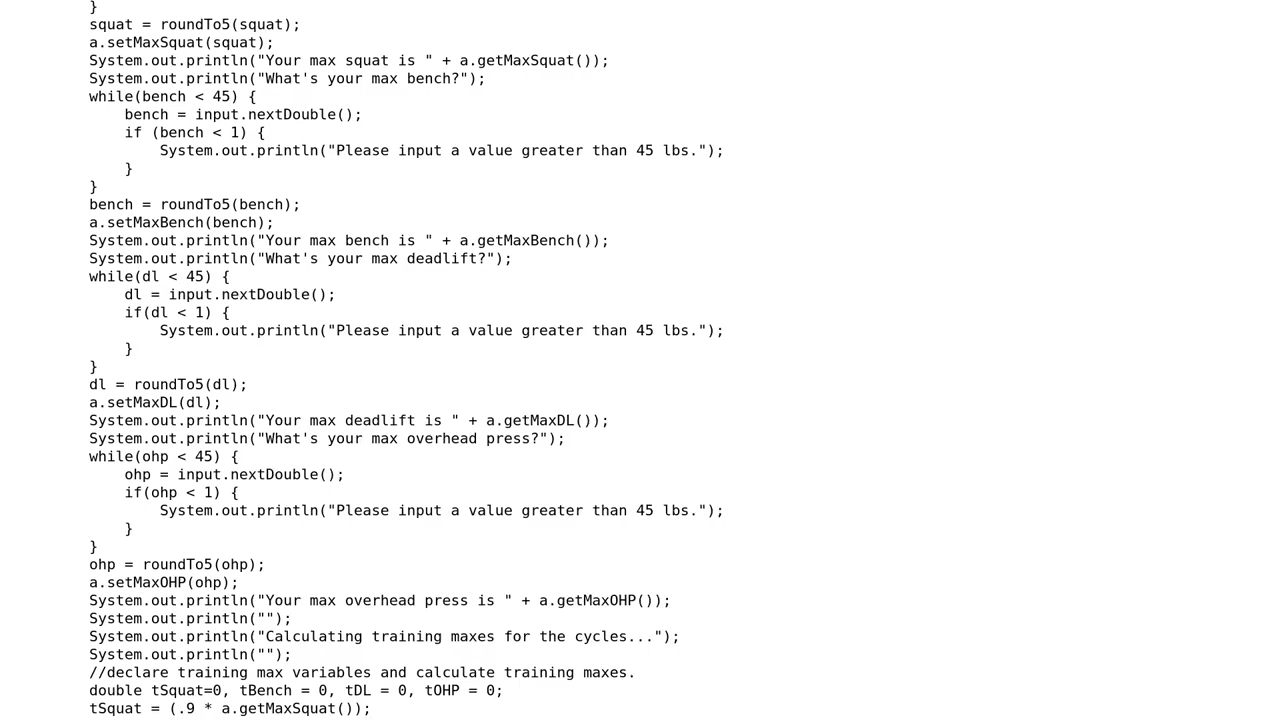 }
squat = roundTo5(squat);
a.setMaxSquat(squat);
System.out.println("Your max squat is " + a.getMaxSquat());
System.out.println("What's your max bench?");
while(bench < 45) {
    bench = input.nextDouble();
    if (bench < 1) {
        System.out.println("Please input a value greater than 45 lbs.");
    }
}
bench = roundTo5(bench);
a.setMaxBench(bench);
System.out.println("Your max bench is " + a.getMaxBench());
System.out.println("What's your max deadlift?");
while(dl < 45) {
    dl = input.nextDouble();
    if(dl < 1) {
        System.out.println("Please input a value greater than 45 lbs.");
    }
}
dl = roundTo5(dl);
a.setMaxDL(dl);
System.out.println("Your max deadlift is " + a.getMaxDL());
System.out.println("What's your max overhead press?");
while(ohp < 45) {
    ohp = input.nextDouble();
    if(ohp < 1) {
        System.out.println("Please input a value greater than 45 lbs.");
    }
}
ohp = roundTo5(ohp);
a.setMaxOHP(ohp);
System.out.println("Your max overhead press is " + a.getMaxOHP());
System.out.println("");
System.out.println("Calculating training maxes for the cycles...");
System.out.println("");
//declare training max variables and calculate training maxes.
double tSquat=0, tBench = 0, tDL = 0, tOHP = 0;
tSquat = (.9 * a.getMaxSquat());